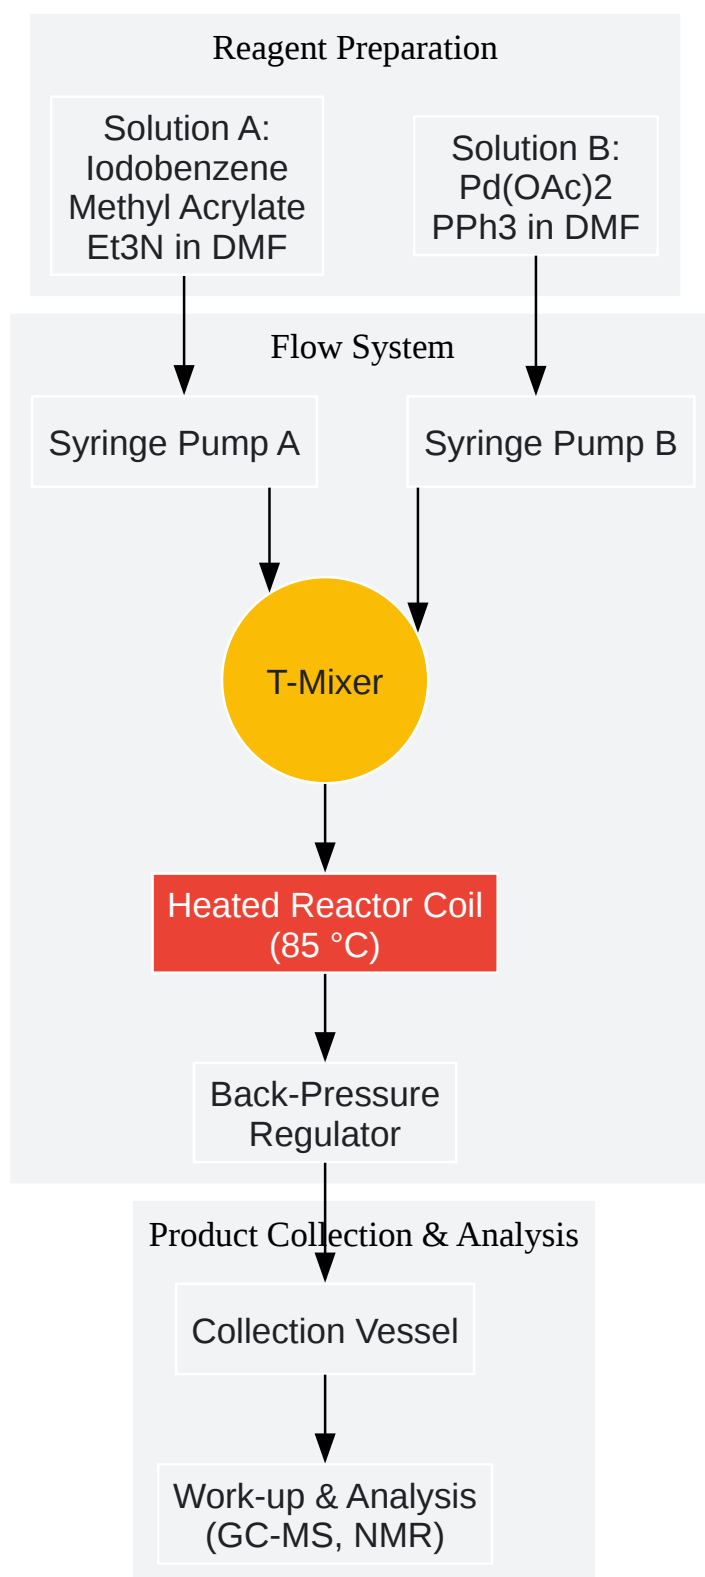 Reagent Preparation
Solution A:
Iodobenzene
Methyl Acrylate
Et3N in DMF
Solution B:
Pd(OAc)2
PPh3 in DMF
Flow System
Syringe Pump A
Syringe Pump B
T-Mixer
Heated Reactor Coil
(85 °C)
Back-Pressure
Regulator
Product Collection & Analysis
Collection Vessel
Work-up & Analysis
(GC-MS, NMR)